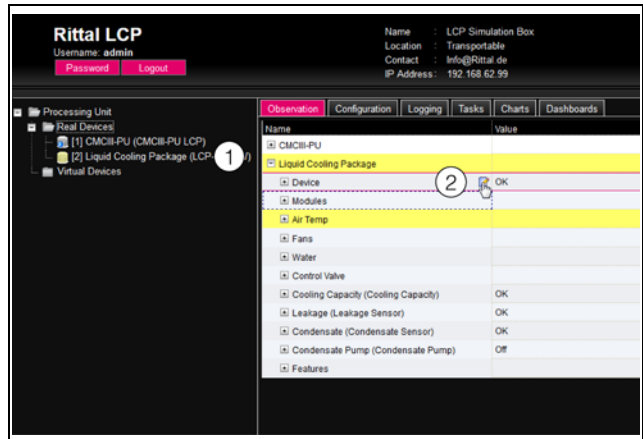 Rittal LCP
Username: admin
Password Logout
Name : LCP Simulation Box
Location : Transportable
Contact : Info@Rittal.de
IP Address: 192.168.62.99
Processing Unit
Real Devices
[1] CMCIII-PU (CMCIII-PU LCP)
[2] Liquid Cooling Package (LCP-
1
Virtual Devices
Observation Configuration Logging Tasks Charts Dashboards
Name Value
CMCIII-PU
Liquid Cooling Package
Device 2 OK
Modules
Air Temp
Fans
Water
Control Valve
Cooling Capacity (Cooling Capacity) OK
Leakage (Leakage Sensor) OK
Condensate (Condensate Sensor) OK
Condensate Pump (Condensate Pump) Off
Features